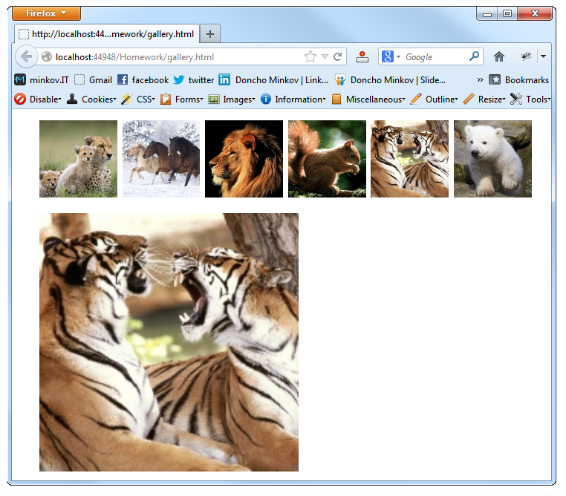 Firefox
http://localhost:44...mework/gallery.html
localhost:44948/Homework/gallery.html
Google
minkov.IT Gmail facebook twitter Doncho Minkov | Link... Doncho Minkov | Slide... » Bookmarks
Disable Cookies CSS Forms Images Information Miscellaneous Outline Resize Tools